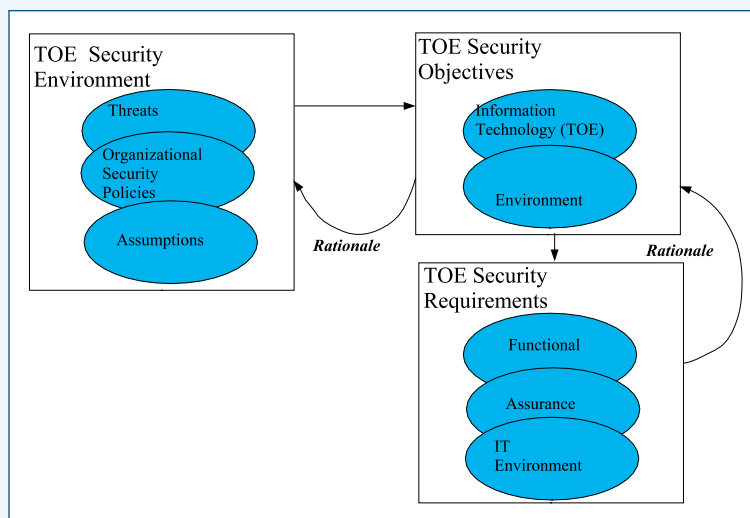 TOE Security
Environment
Threats
Organizational
Security
Policies
Assumptions
TOE Security
Objectives
Information
Technology (TOE)
Environment
Rationale
Rationale
TOE Security
Requirements
Functional
Assurance
IT
Environment